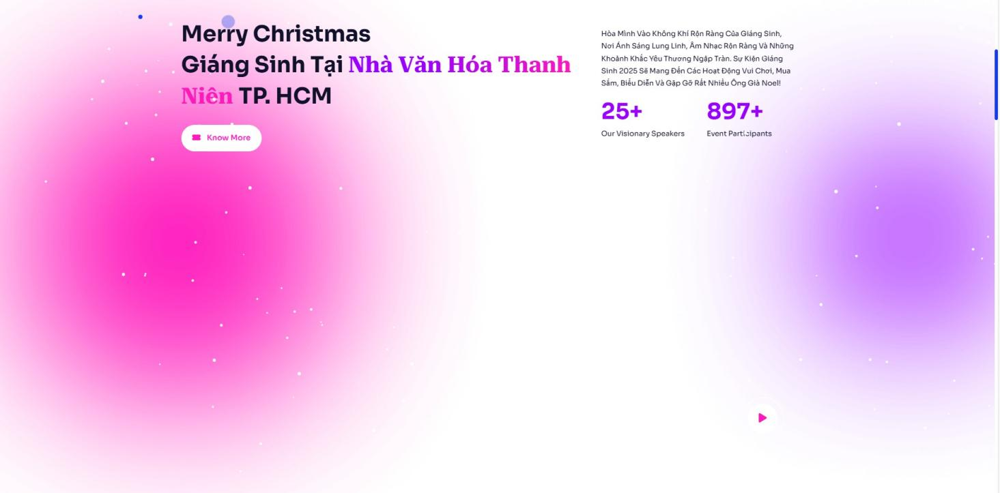 Merry Christmas
Giáng Sinh Tại Nhà Văn Hóa Thanh
Niên TP. HCM
Know More
Hòa Mình Vào Không Khí Rộn Ràng Của Giáng Sinh,
Nơi Ánh Sáng Lung Linh, Âm Nhạc Rộn Ràng Và Những
Khoảnh Khắc Yêu Thương Ngập Tràn. Sự Kiện Giáng
Sinh 2025 Sẽ Mang Đến Các Hoạt Động Vui Chơi, Mua
Sắm, Biểu Diễn Và Gặp Gỡ Rất Nhiều Ông Già Noel!
25+
Our Visionary Speakers
897+
Event Participants